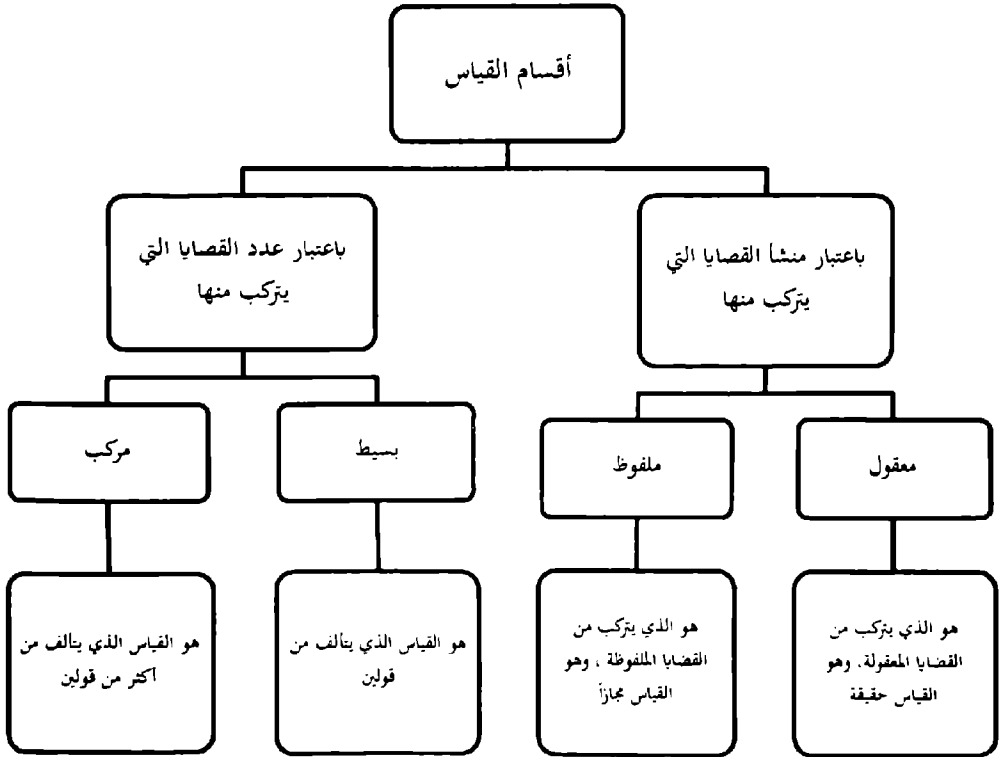 أقسام القياس
باعتبار منشأ القضايا التي
يتركب منها
باعتبار عدد القضايا التي
يتركب منها
معقول
ملفوظ
بسيط
مركب
هو الذي يتركب من
القضايا المعقولة. وهو
القياس حقيقة
هو الذي يتركب من
القضايا الملفوظة ، وهو
القياس مجازاً
هو القياس الذي يتألف من
قولين
هو القياس الذي يتألف من
أكثر من قولين